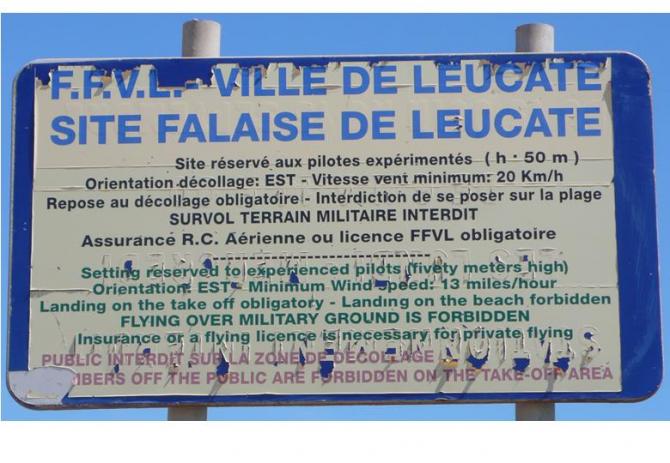 F.F.V.L.- VILLE DE LEUCATE
SITE FALAISE DE LEUCATE
Site réservé aux pilotes expérimentés ( h · 50 m )
Orientation décollage: EST - Vitesse vent minimum: 20 Km/h
Repose au décollage obligatoire - Interdiction de se poser sur la plage
SURVOL TERRAIN MILITAIRE INTERDIT
Assurance R.C. Aérienne ou licence FFVL obligatoire
Setting reserved to experienced pilots (fivety meters high)
Orientation: EST - Minimum Wind speed: 13 miles/hour
Landing on the take off obligatory - Landing on the beach forbidden
FLYING OVER MILITARY GROUND IS FORBIDDEN
Insurance or a flying licence is necessary for private flying
PUBLIC INTERDIT SUR LA ZONE DE DECOLLAGE
MBERS OFF THE PUBLIC ARE FORBIDDEN ON THE TAKE-OFF AREA